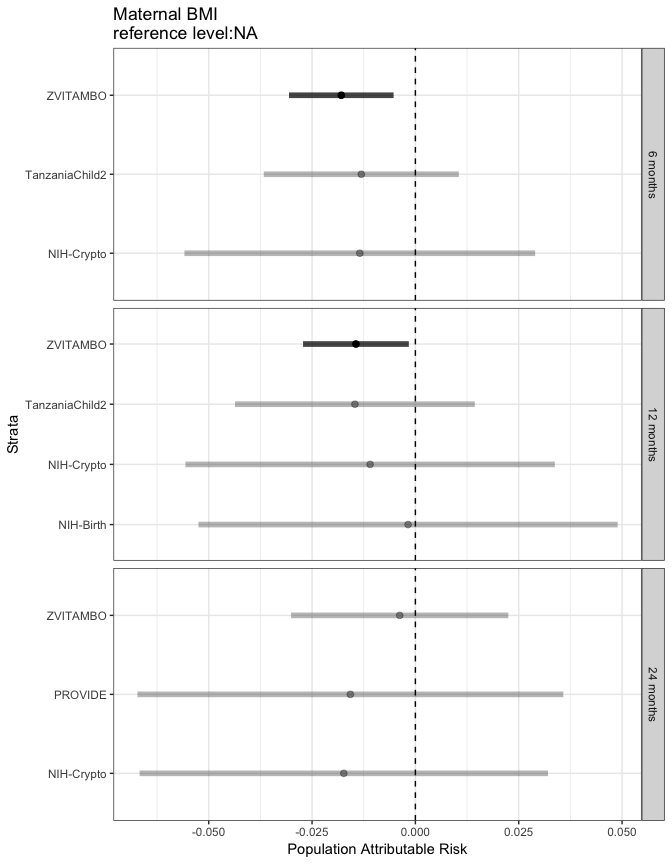 Maternal BMI
reference level:NA
ZVITAMBO
TanzaniaChild2
NIH-Crypto
6 months
ZVITAMBO
TanzaniaChild2
NIH-Crypto
NIH-Birth
12 months
ZVITAMBO
PROVIDE
NIH-Crypto
24 months
Strata
-0.050 -0.025 0.000 0.025 0.050
Population Attributable Risk